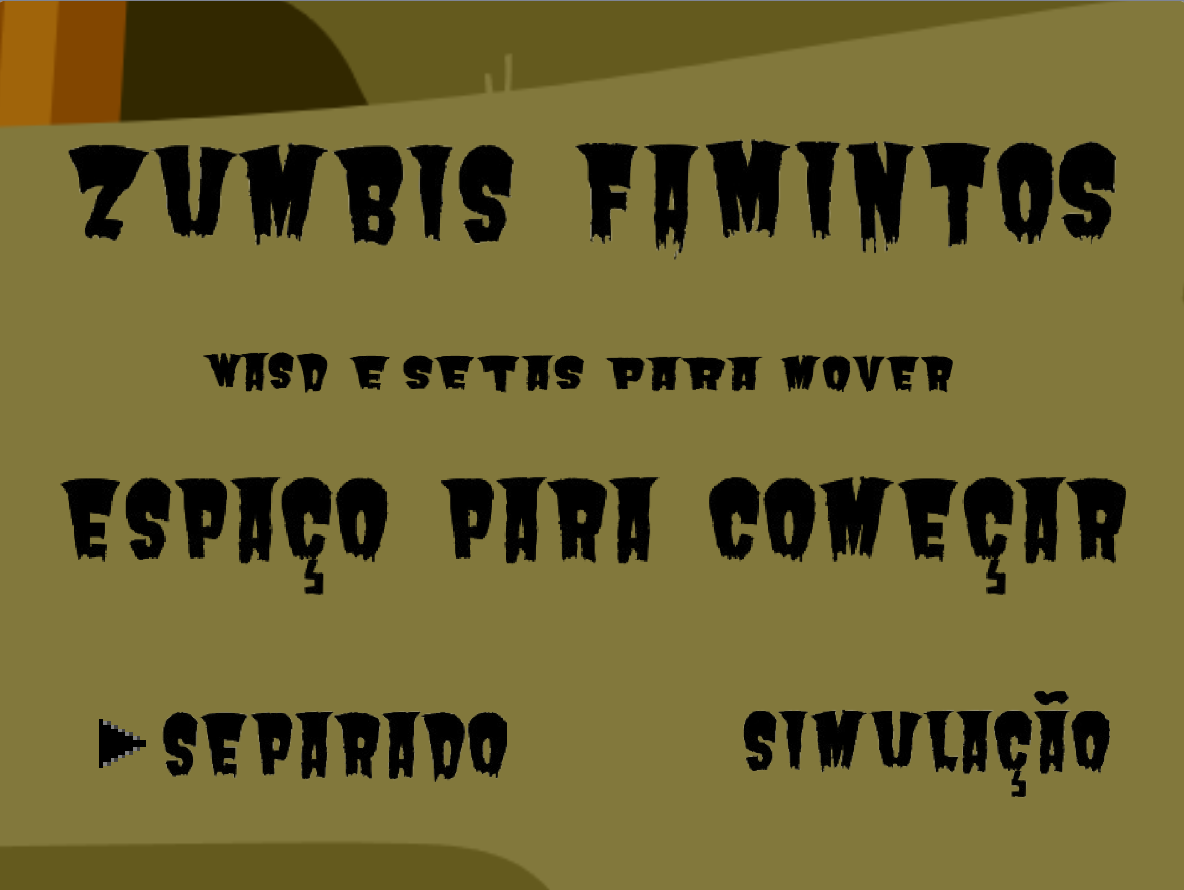 ZUMBIS FAMINTOS
WASD E SETAS PARA MOVER
ESPAÇO PARA COMEÇAR
SEPARADO SIMULAÇÃO